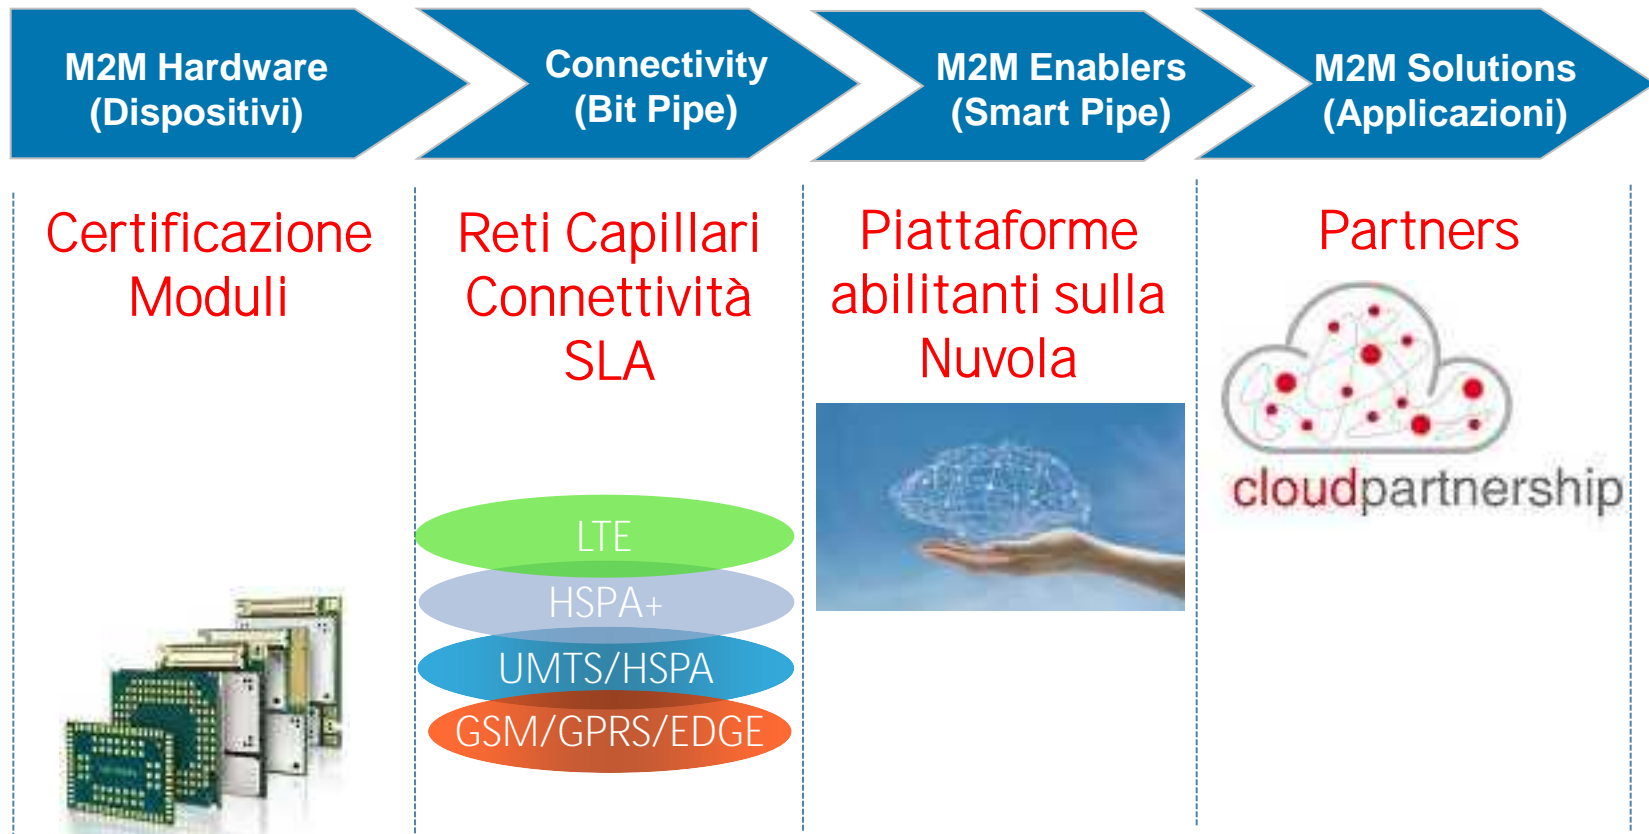 M2M Hardware
(Dispositivi)
Connectivity
(Bit Pipe)
M2M Enablers
(Smart Pipe)
M2M Solutions
(Applicazioni)
Certificazione
Moduli
Reti Capillari
Connettività
SLA
Piattaforme
abilitanti sulla
Nuvola
Partners
cloudpartnership
LTE
HSPA+
UMTS/HSPA
GSM/GPRS/EDGE